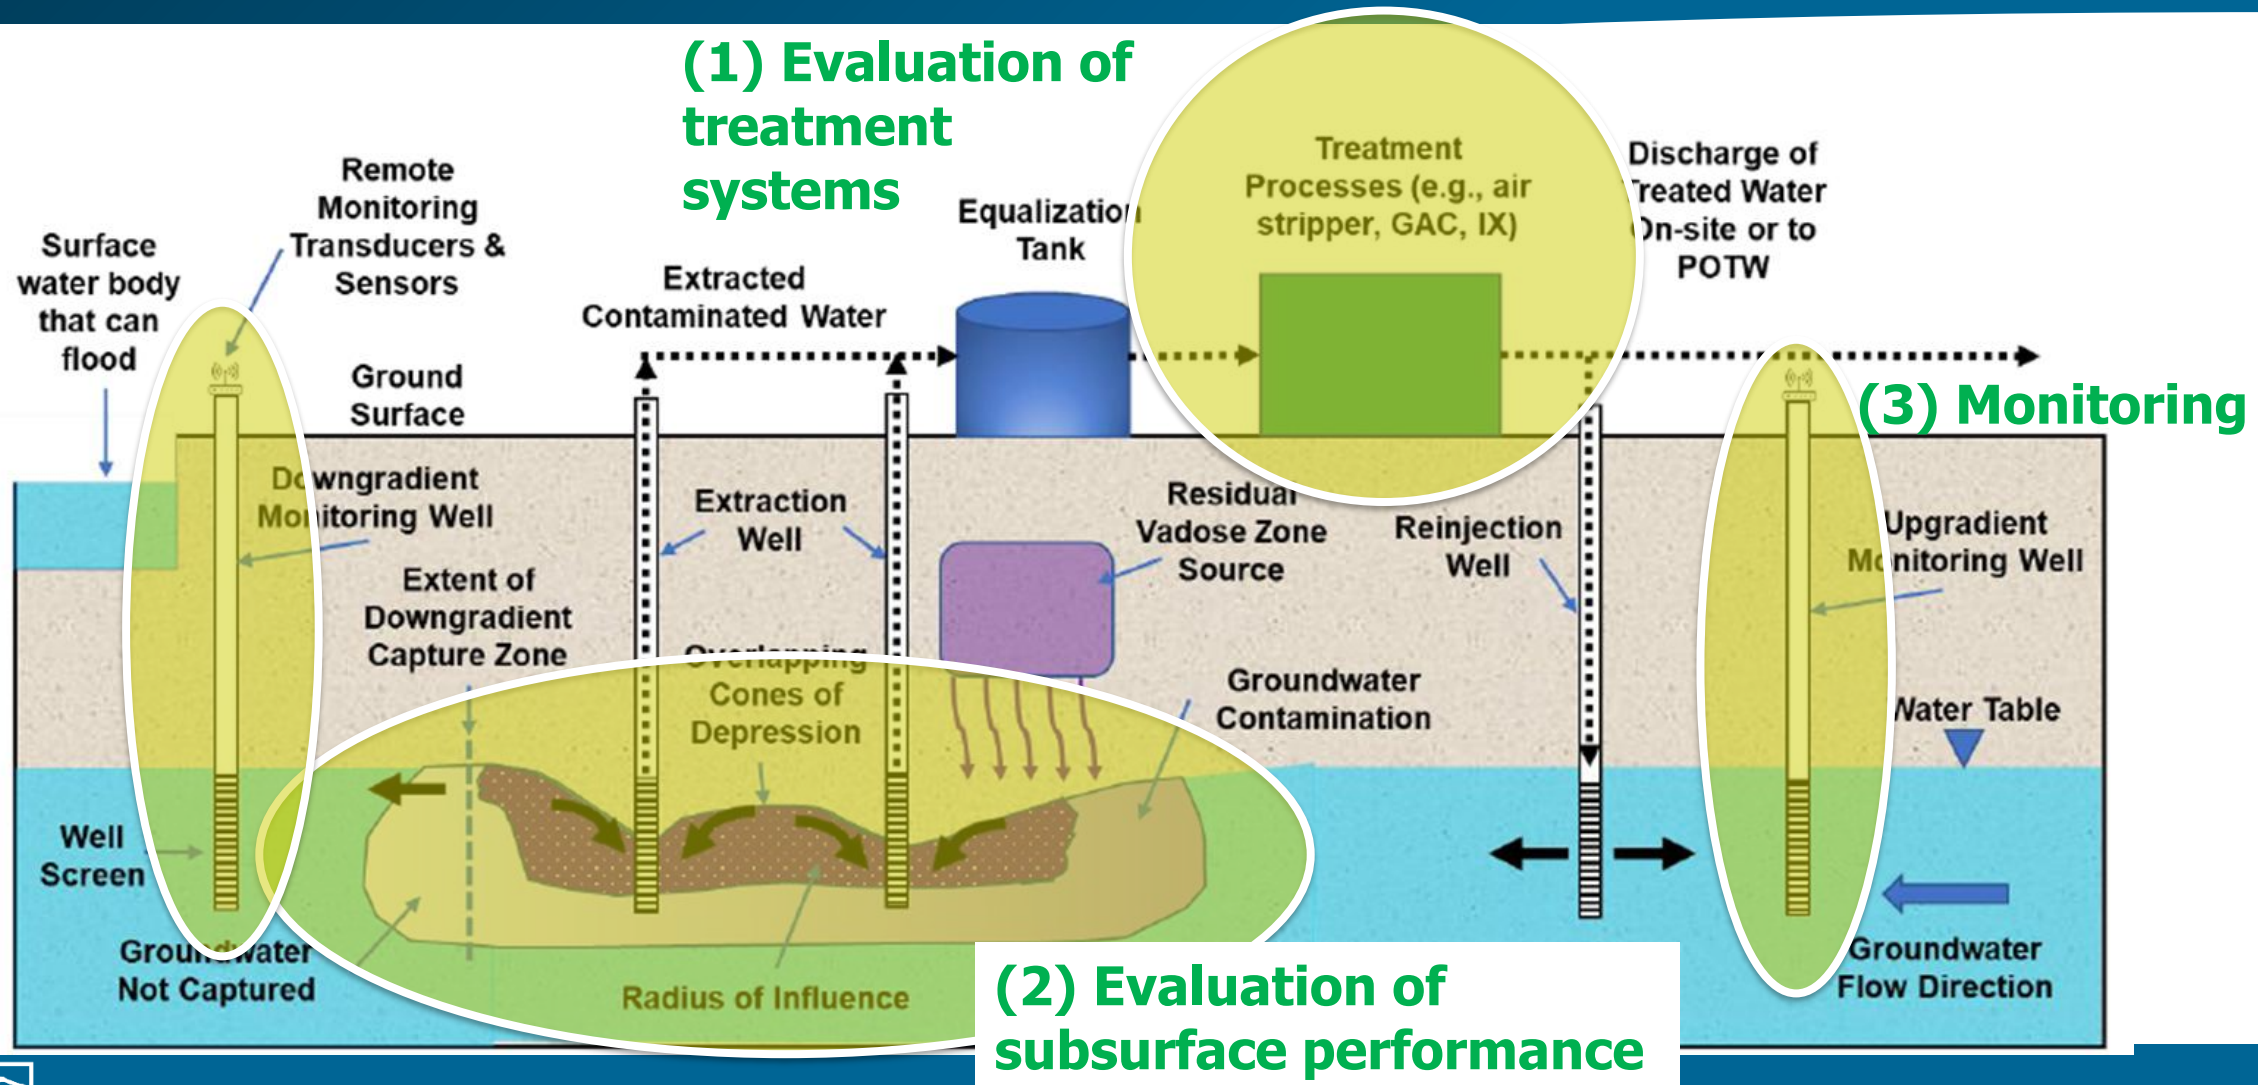 (1) Evaluation of
treatment
systems
Treatment
Processes (e.g., air
stripper, GAC, IX)
Discharge of
Treated Water
On-site or to
POTW
Remote
Monitoring
Transducers &
Sensors
Equalization
Tank
Surface
water body
that can
flood
Extracted
Contaminated Water
Ground
Surface
(3) Monitoring
Downgradient
Monitoring Well
Extraction
Well
Residual
Vadose Zone
Source
Reinjection
Well
Upgradient
Monitoring Well
Extent of
Downgradient
Capture Zone
Overlapping
Cones of
Depression
Groundwater
Contamination
Water Table
Well
Screen
Groundwater
Not Captured
Radius of Influence
Groundwater
Flow Direction
(2) Evaluation of
subsurface performance